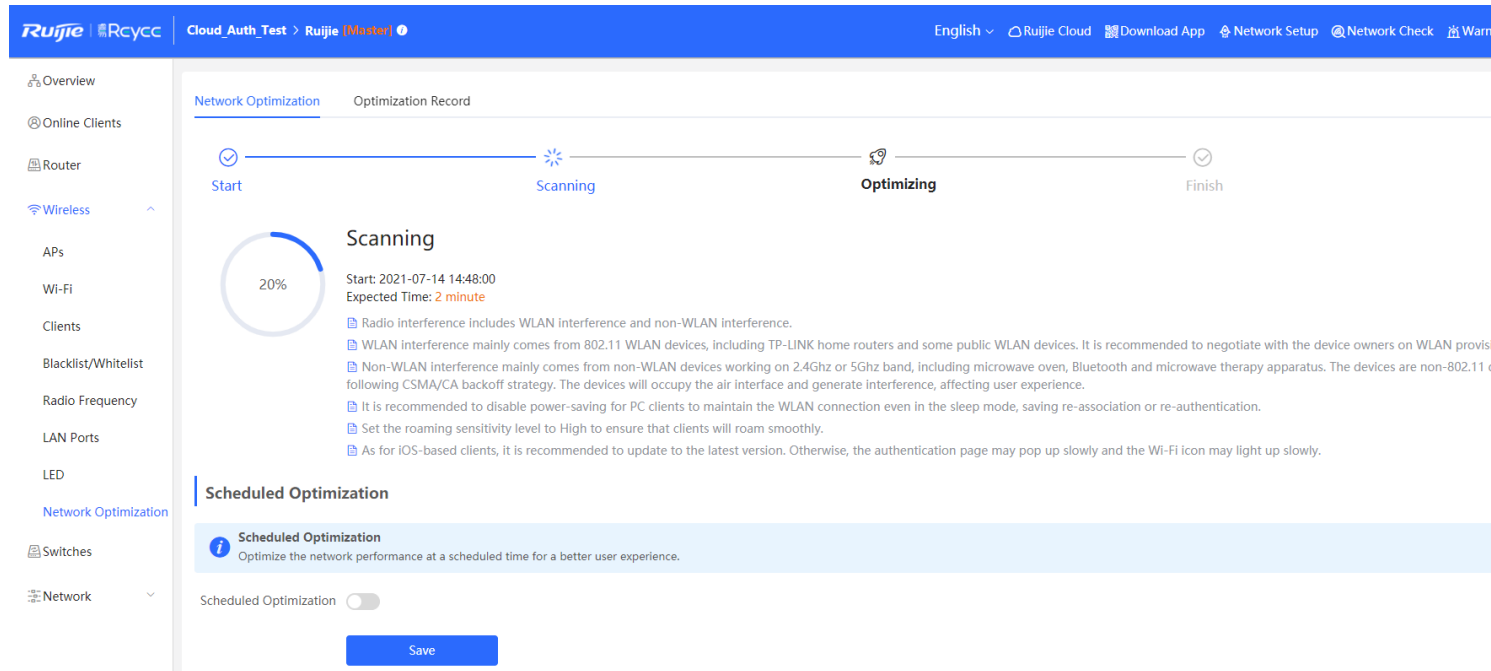 Ruijie Rcycc Cloud_Auth_Test > Ruijie [Master] English Ruijie Cloud Download App Network Setup Network Check Warn
Overview
Online Clients
Router
Wireless
APs
Wi-Fi
Clients
Blacklist/Whitelist
Radio Frequency
LAN Ports
LED
Network Optimization
Switches
Network
Network Optimization Optimization Record
Start Scanning Optimizing Finish
20%
Scanning
Start: 2021-07-14 14:48:00
Expected Time: 2 minute
Radio interference includes WLAN interference and non-WLAN interference.
WLAN interference mainly comes from 802.11 WLAN devices, including TP-LINK home routers and some public WLAN devices. It is recommended to negotiate with the device owners on WLAN provisi
Non-WLAN interference mainly comes from non-WLAN devices working on 2.4Ghz or 5Ghz band, including microwave oven, Bluetooth and microwave therapy apparatus. The devices are non-802.11
following CSMA/CA backoff strategy. The devices will occupy the air interface and generate interference, affecting user experience.
It is recommended to disable power-saving for PC clients to maintain the WLAN connection even in the sleep mode, saving re-association or re-authentication.
Set the roaming sensitivity level to High to ensure that clients will roam smoothly.
As for iOS-based clients, it is recommended to update to the latest version. Otherwise, the authentication page may pop up slowly and the Wi-Fi icon may light up slowly.
Scheduled Optimization
Scheduled Optimization
Optimize the network performance at a scheduled time for a better user experience.
Scheduled Optimization
Save